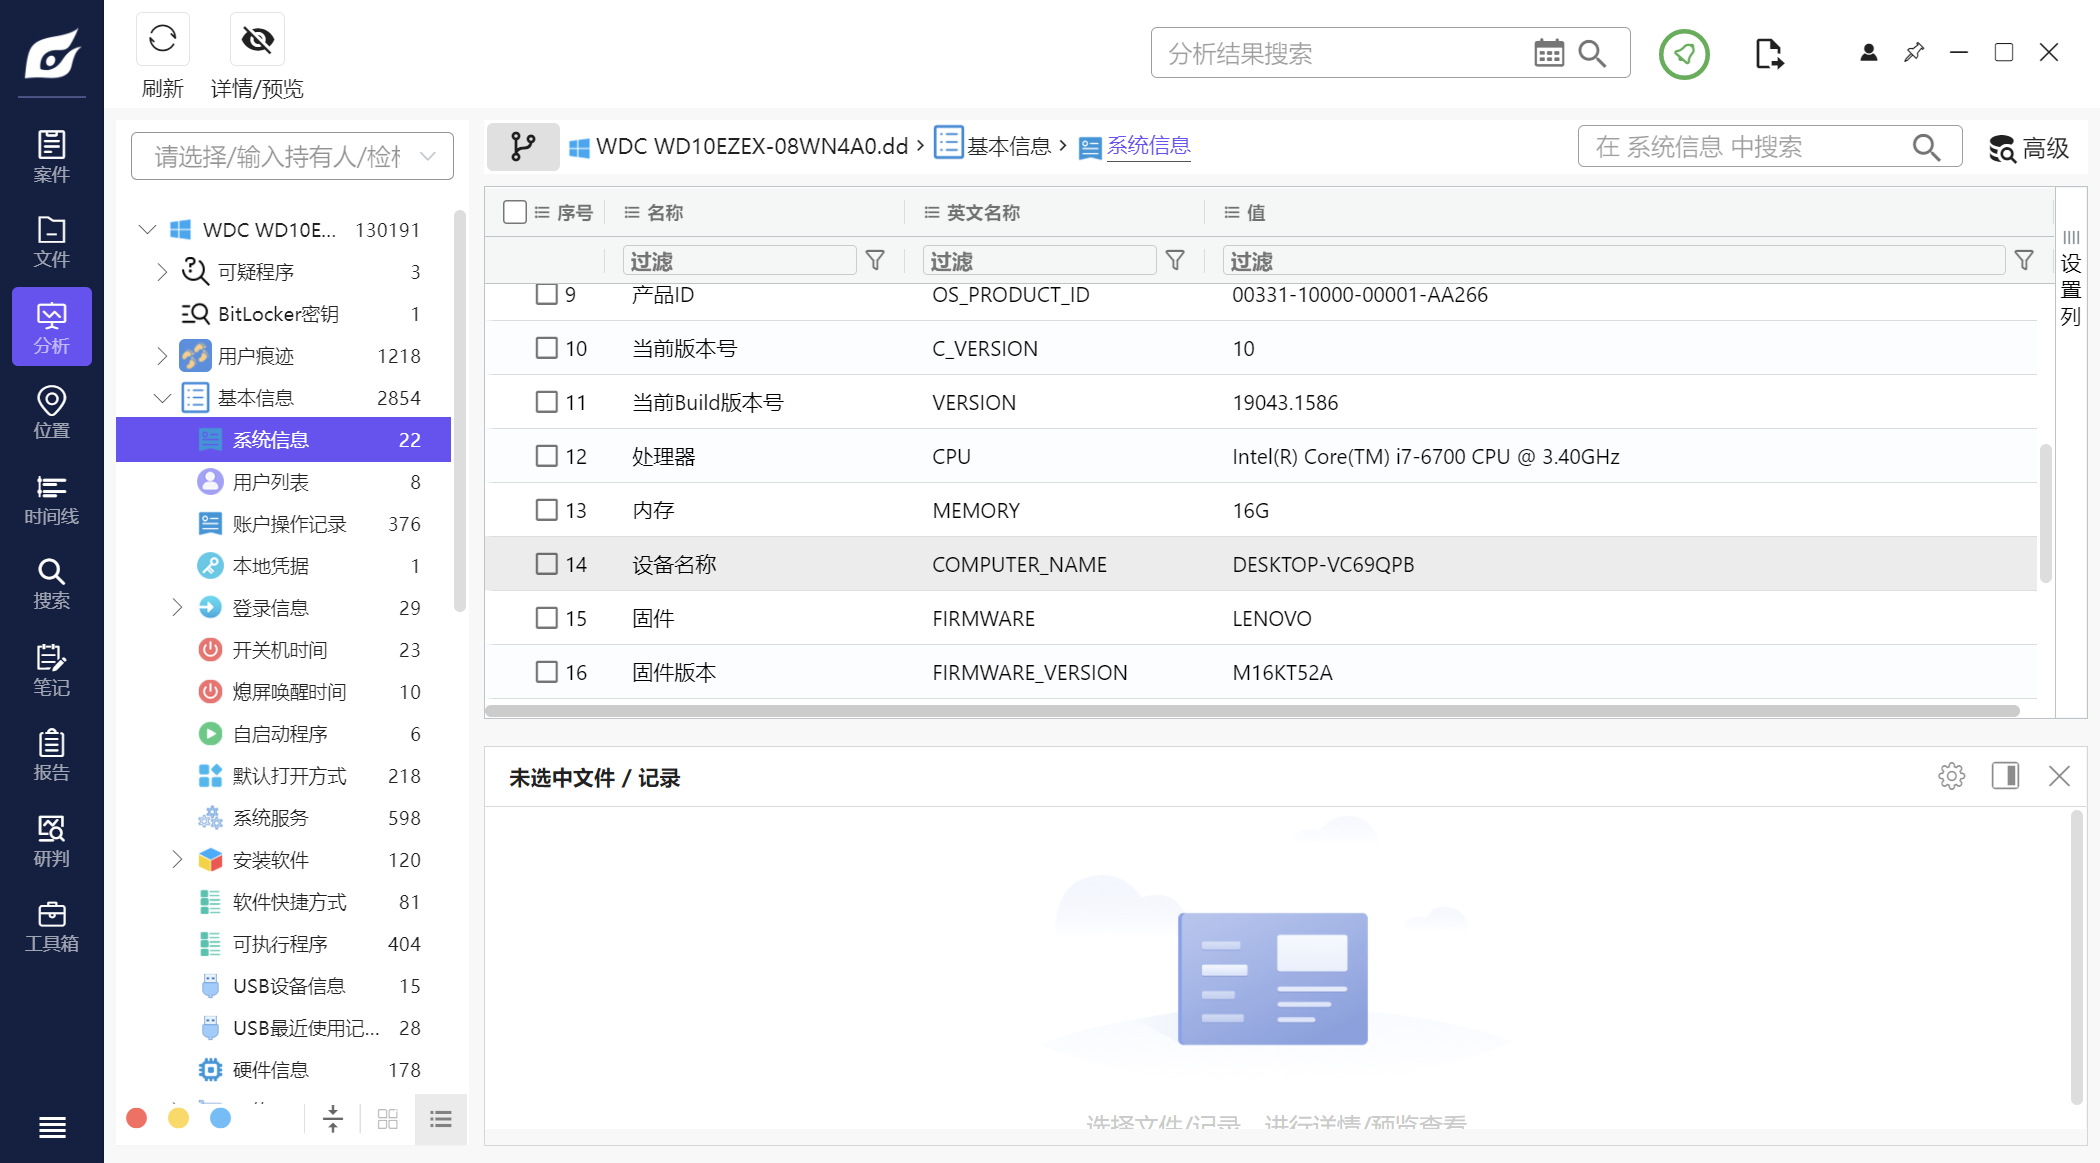 刷新
详情/预览
分析结果搜索
案件
文件
分析
位置
时间线
搜索
笔记
报告
研判
工具箱
请选择/输入持有人/检材
WDC WD10E... 130191
可疑程序 3
BitLocker密钥 1
用户痕迹 1218
基本信息 2854
系统信息 22
用户列表 8
账户操作记录 376
本地凭据 1
登录信息 29
开关机时间 23
熄屏唤醒时间 10
自启动程序 6
默认打开方式 218
系统服务 598
安装软件 120
软件快捷方式 81
可执行程序 404
USB设备信息 15
USB最近使用记... 28
硬件信息 178
WDC WD10EZEX-08WN4A0.dd › 基本信息 › 系统信息
在 系统信息 中搜索
高级
序号 名称 英文名称 值
过滤 过滤 过滤
9 产品ID OS_PRODUCT_ID 00331-10000-00001-AA266
10 当前版本号 C_VERSION 10
11 当前Build版本号 VERSION 19043.1586
12 处理器 CPU Intel(R) Core(TM) i7-6700 CPU @ 3.40GHz
13 内存 MEMORY 16G
14 设备名称 COMPUTER_NAME DESKTOP-VC69QPB
15 固件 FIRMWARE LENOVO
16 固件版本 FIRMWARE_VERSION M16KT52A
设置列
未选中文件 / 记录
选择文件/记录，进行详情/预览查看